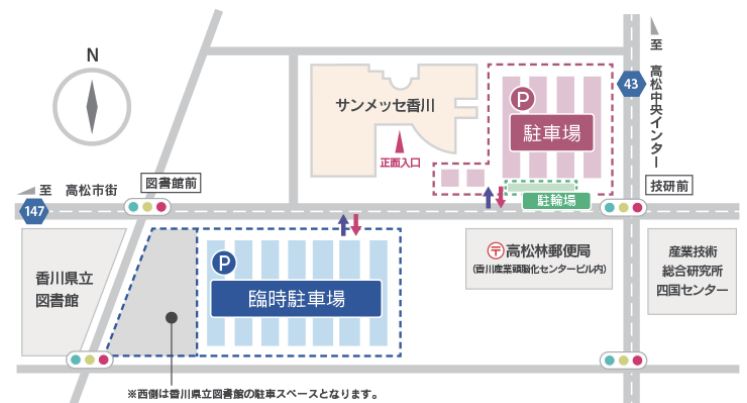 N
至 高松中央インター
43
P
サンメッセ香川
駐車場
正面入口
図書館前
至 高松市街
技研前
駐輪場
147
〒高松林郵便局
(香川産業頭脳化センタービル内)
産業技術
総合研究所
四国センター
P
香川県立
図書館
臨時駐車場
※西側は香川県立図書館の駐車スペースとなります。